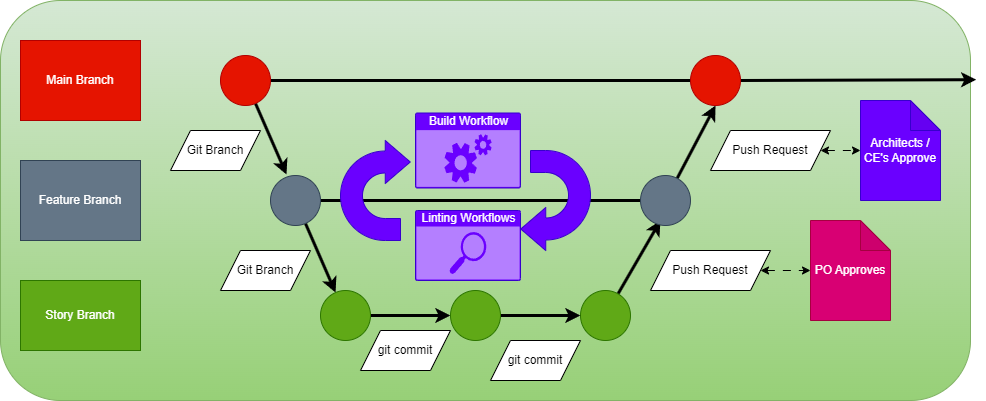 Main Branch
Git Branch
Build Workflow
Push Request
Architects /
CE's Approve
Feature Branch
Linting Workflows
Git Branch
Push Request
PO Approves
Story Branch
git commit
git commit